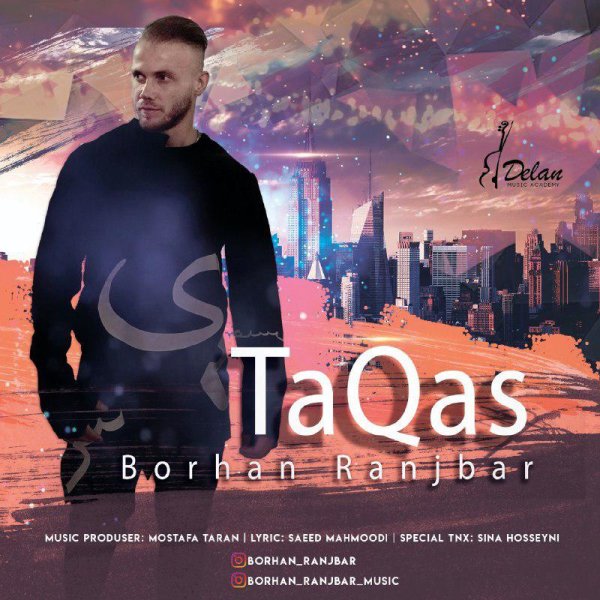 Delan
MUSIC ACADEMY
TaQas
Borhan Ranjbar
MUSIC PRODUSER: MOSTAFA TARAN | LYRIC: SAEED MAHMOODI | SPECIAL TNX: SINA HOSSEYNI
BORHAN_RANJBAR
BORHAN_RANJBAR_MUSIC